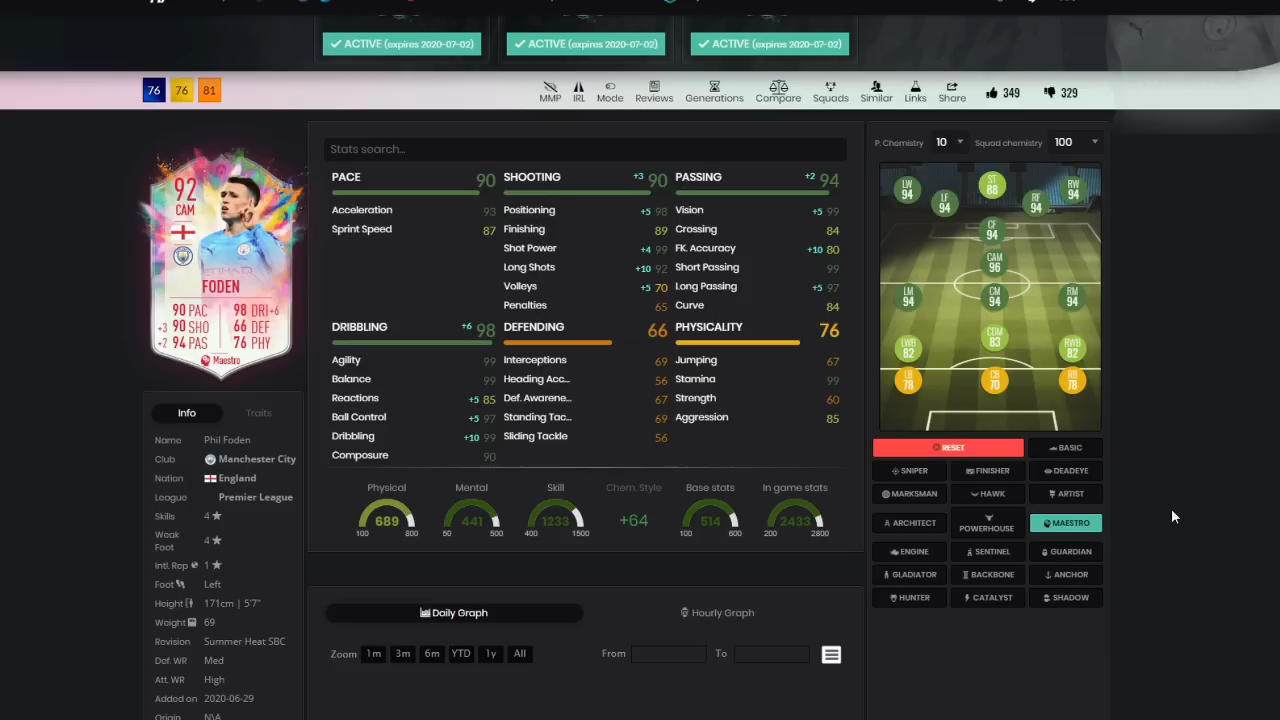 ACTIVE (expires 2020-07-02) ACTIVE (expires 2020-07-02) ACTIVE (expires 2020-07-02)
76 76 81
MMP IRL Mode Reviews Generations Compare Squads Similar Links Share 349 329
92
CAM
FODEN
90 PAC 98 DRI+6
+3 90 SHO 66 DEF
+2 94 PAS 76 PHY
Maestro
Info Traits
Name Phil Foden
Club Manchester City
Nation England
League Premier League
Skills 4
Weak Foot 4
Intl. Rep 1
Foot Left
Height 171cm | 5'7"
Weight 69
Revision Summer Heat SBC
Def. WR Med
Att. WR High
Added on 2020-06-29
Origin N\A
Stats search...
PACE 90
Acceleration 93
Sprint Speed 87
SHOOTING +3 90
Positioning +5 98
Finishing 89
Shot Power +4 99
Long Shots +10 92
Volleys +5 70
Penalties 65
PASSING +2 94
Vision +5 99
Crossing 84
FK. Accuracy +10 80
Short Passing 99
Long Passing +5 97
Curve 84
DRIBBLING +6 98
Agility 99
Balance 99
Reactions +5 85
Ball Control +5 97
Dribbling +10 99
Composure 90
DEFENDING 66
Interceptions 69
Heading Acc... 56
Def. Awarene... 67
Standing Tac... 69
Sliding Tackle 56
PHYSICALITY 76
Jumping 67
Stamina 99
Strength 60
Aggression 85
Physical Mental Skill Chem. Style Base stats In game stats
689 441 1233 +64 514 2433
100 800 50 500 400 1500 100 600 200 2800
Daily Graph Hourly Graph
Zoom 1m 3m 6m YTD 1y All From To
P. Chemistry 10 Squad chemistry 100
LW 94
LF 94
ST 88
RF 94
RW 94
CF 94
CAM 96
LM 94
CM 94
RM 94
LWB 82
CDM 83
RWB 82
LB 78
CB 70
RB 78
RESET BASIC
SNIPER FINISHER DEADEYE
MARKSMAN HAWK ARTIST
ARCHITECT POWERHOUSE MAESTRO
ENGINE SENTINEL GUARDIAN
GLADIATOR BACKBONE ANCHOR
HUNTER CATALYST SHADOW